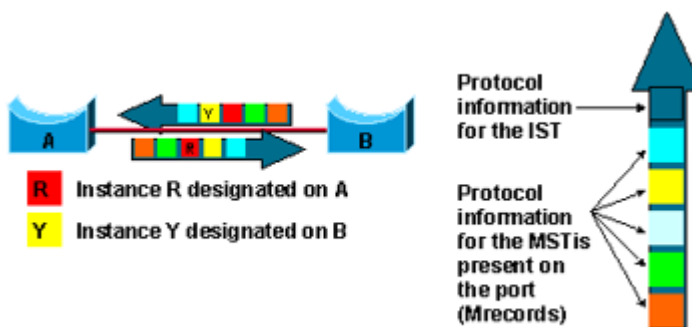 Y
A
B
R
R Instance R designated on A
Y Instance Y designated on B
Protocol
information
for the IST
Protocol
information
for the MSTis
present on
the port
(Mrecords)